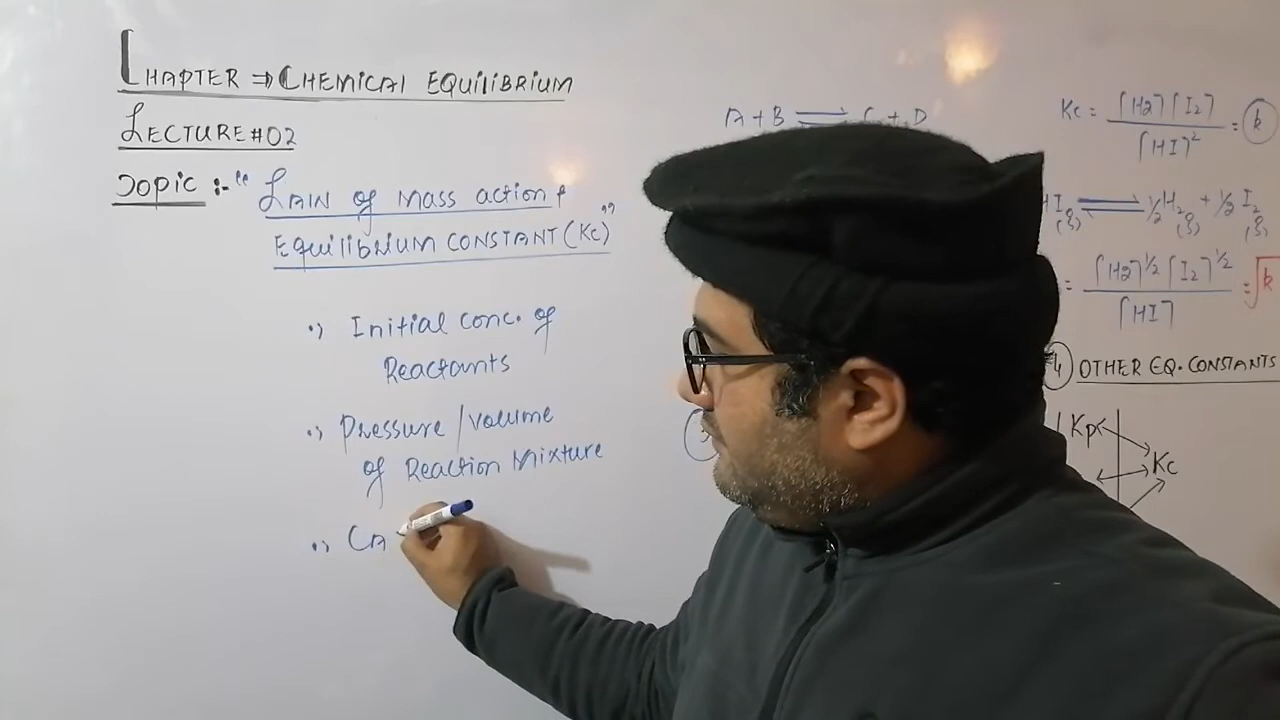 CHAPTER ⇒ CHEMICAL EQUILIBRIUM
LECTURE #02
TOPIC :- "LAW OF MASS ACTION &
EQUILIBRIUM CONSTANT (Kc)"
Initial conc. of
Reactants
Pressure/volume
of Reaction Mixture
CA
A + B ⇌ C + D
Kc = [H2] [I2] / [HI]² = k
HI(g) ⇌ 1/2 H2(g) + 1/2 I2(g)
= [H2]^1/2 [I2]^1/2 / [HI] = √k
4 OTHER EQ. CONSTANTS
Kp
Kc